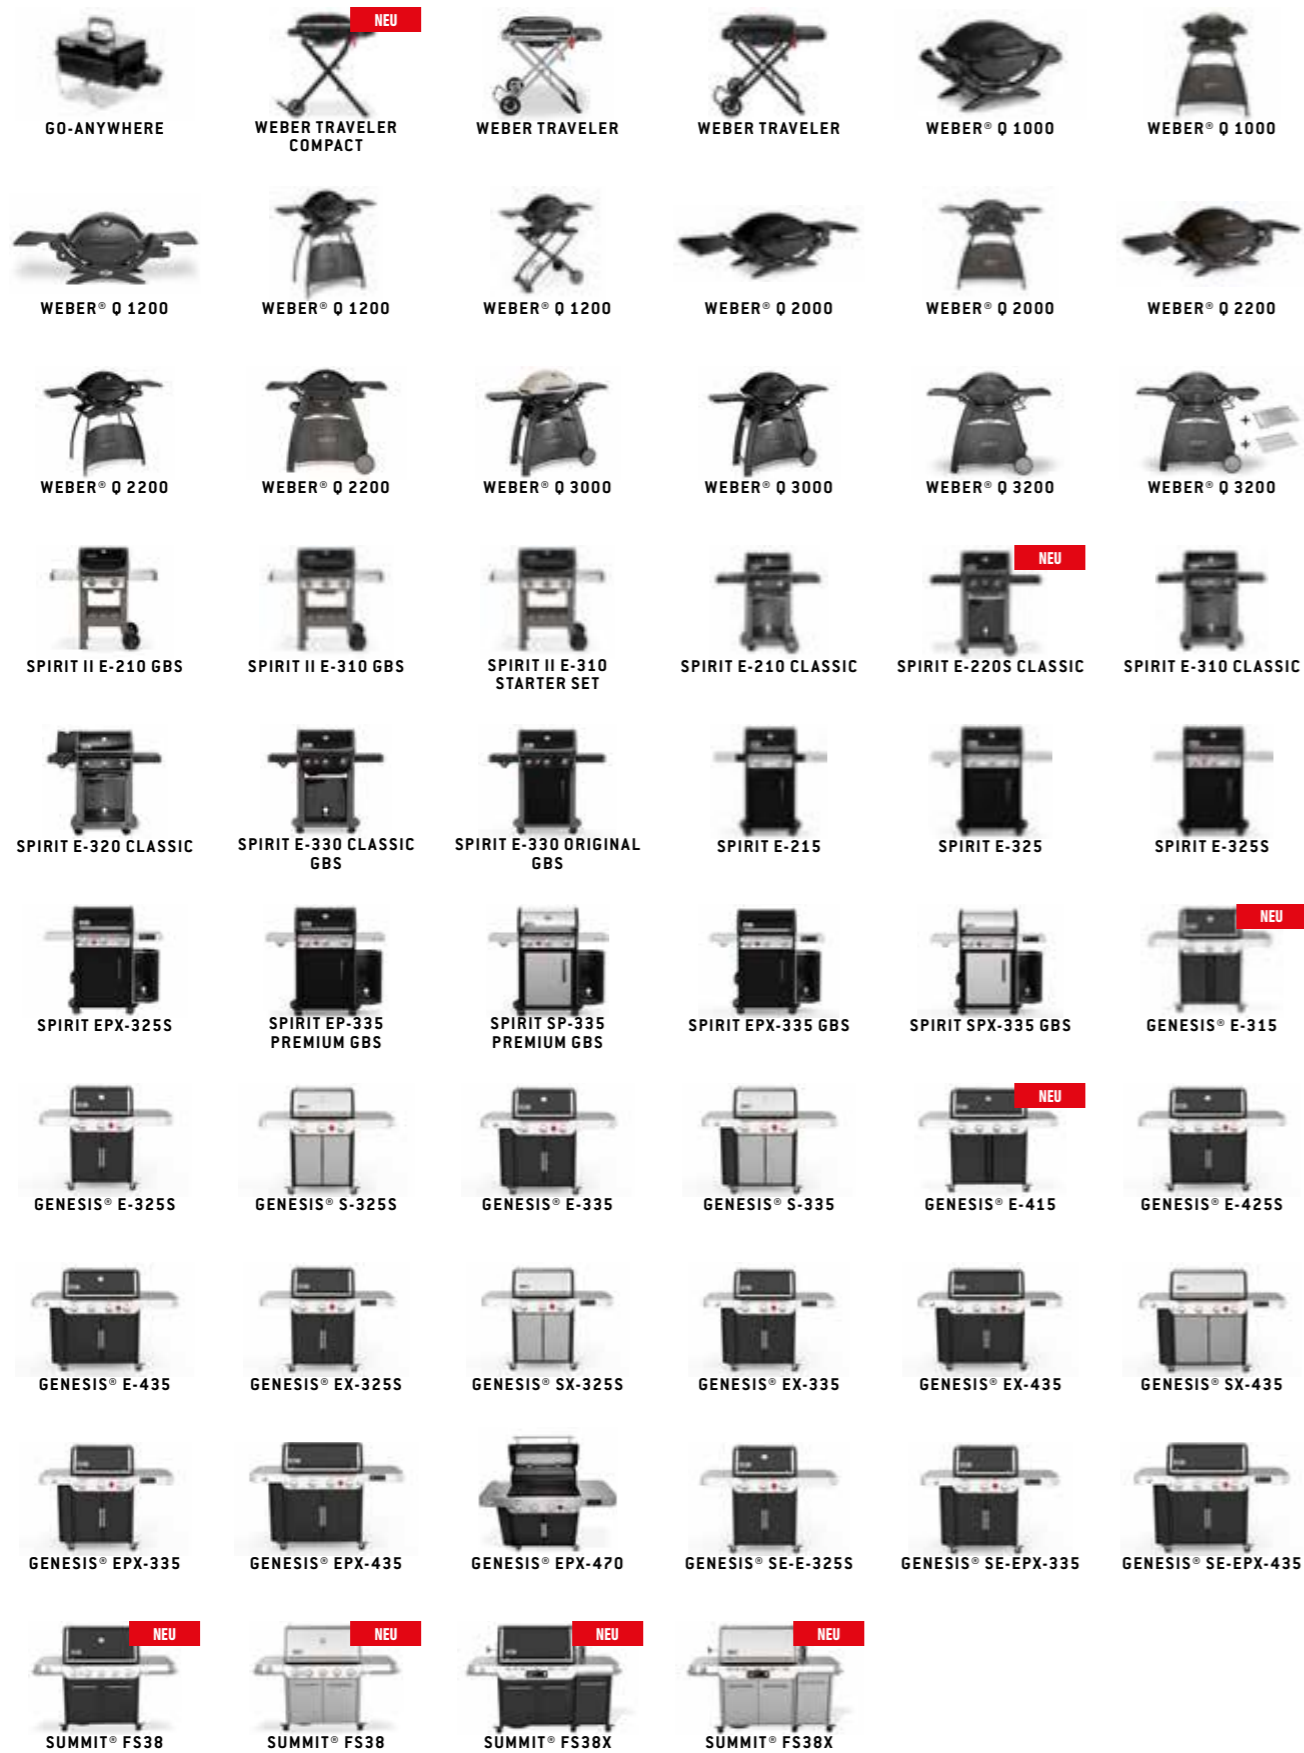 NEU
GO-ANYWHERE
WEBER TRAVELER
COMPACT
WEBER TRAVELER
WEBER TRAVELER
WEBER® Q 1000
WEBER® Q 1000
WEBER® Q 1200
WEBER® Q 1200
WEBER® Q 1200
WEBER® Q 2000
WEBER® Q 2000
WEBER® Q 2200
+
+
WEBER® Q 2200
WEBER® Q 2200
WEBER® Q 3000
WEBER® Q 3000
WEBER® Q 3200
WEBER® Q 3200
NEU
SPIRIT II E-210 GBS
SPIRIT II E-310 GBS
SPIRIT II E-310
STARTER SET
SPIRIT E-210 CLASSIC
SPIRIT E-220S CLASSIC
SPIRIT E-310 CLASSIC
SPIRIT E-320 CLASSIC
SPIRIT E-330 CLASSIC
GBS
SPIRIT E-330 ORIGINAL
GBS
SPIRIT E-215
SPIRIT E-325
SPIRIT E-325S
NEU
SPIRIT EPX-325S
SPIRIT EP-335
PREMIUM GBS
SPIRIT SP-335
PREMIUM GBS
SPIRIT EPX-335 GBS
SPIRIT SPX-335 GBS
GENESIS® E-315
NEU
GENESIS® E-325S
GENESIS® S-325S
GENESIS® E-335
GENESIS® S-335
GENESIS® E-415
GENESIS® E-425S
GENESIS® E-435
GENESIS® EX-325S
GENESIS® SX-325S
GENESIS® EX-335
GENESIS® EX-435
GENESIS® SX-435
GENESIS® EPX-335
GENESIS® EPX-435
GENESIS® EPX-470
GENESIS® SE-E-325S
GENESIS® SE-EPX-335
GENESIS® SE-EPX-435
NEU
NEU
NEU
NEU
SUMMIT® FS38
SUMMIT® FS38
SUMMIT® FS38X
SUMMIT® FS38X